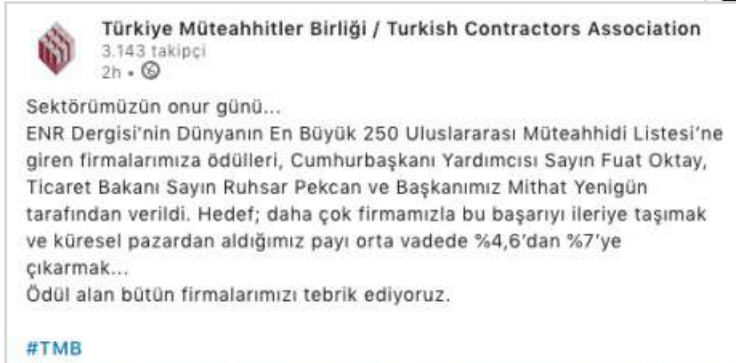 Türkiye Müteahhitler Birliği / Turkish Contractors Association
3.143 takipçi
2h •
Sektörümüzün onur günü...
ENR Dergisi'nin Dünyanın En Büyük 250 Uluslararası Müteahhidi Listesi'ne
giren firmalarımıza ödülleri, Cumhurbaşkanı Yardımcısı Sayın Fuat Oktay,
Ticaret Bakanı Sayın Ruhsar Pekcan ve Başkanımız Mithat Yenigün
tarafından verildi. Hedef; daha çok firmamızla bu başarıyı ileriye taşımak
ve küresel pazardan aldığımız payı orta vadede %4,6'dan %7'ye
çıkarmak...
Ödül alan bütün firmalarımızı tebrik ediyoruz.
#TMB